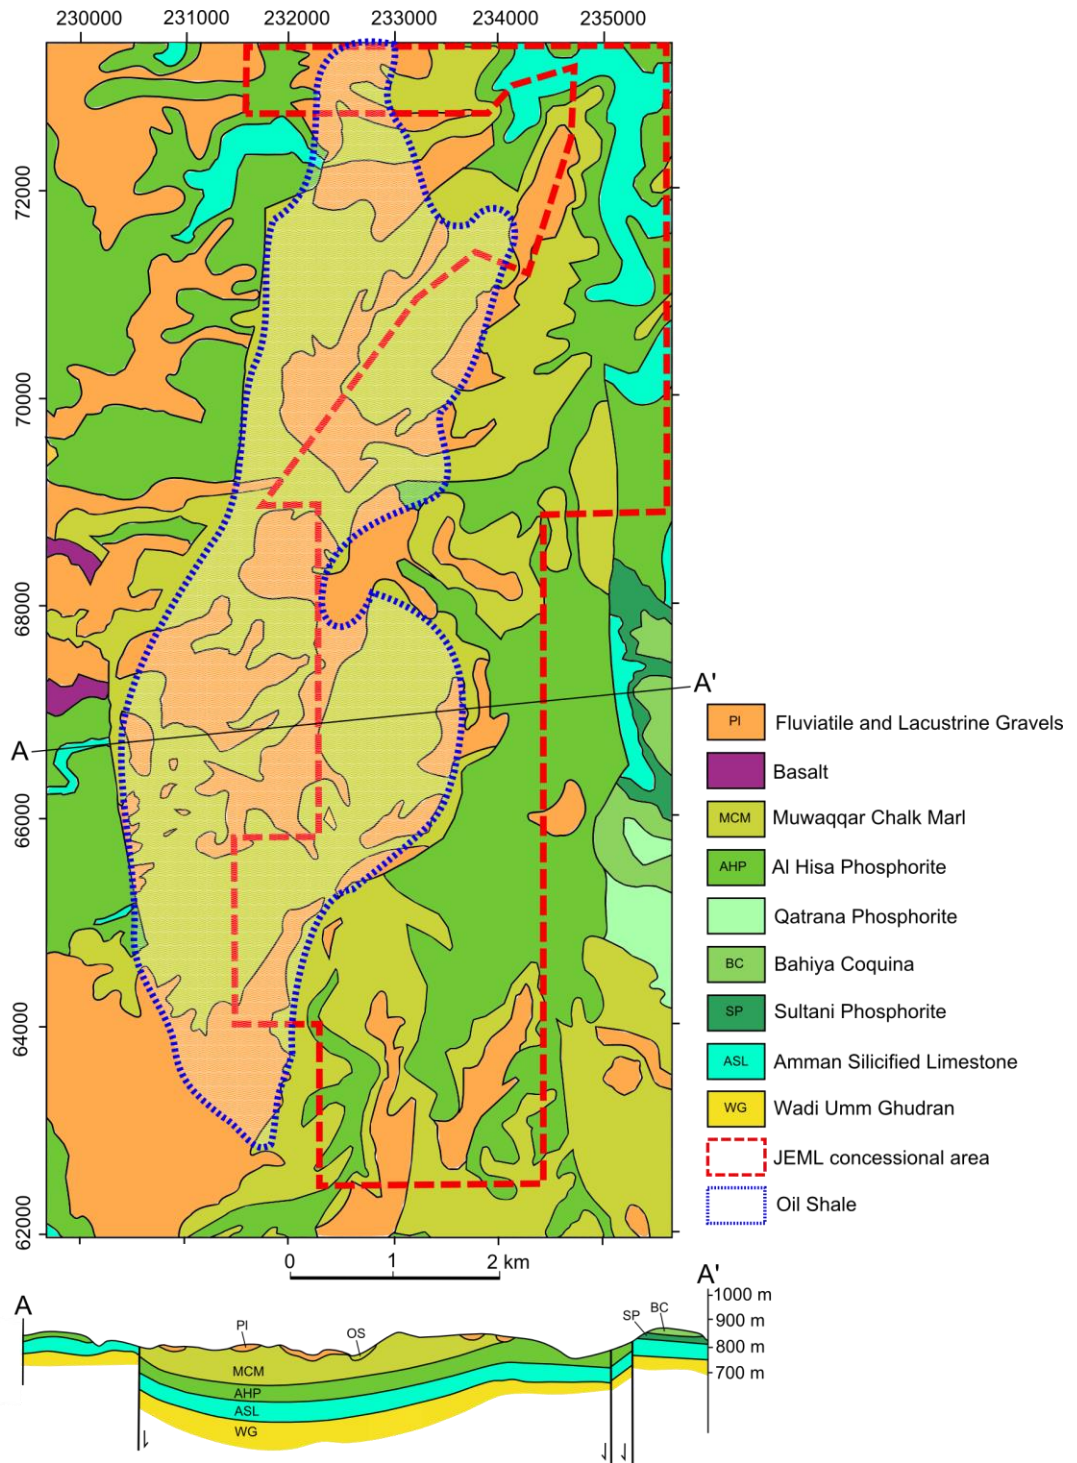 230000 231000 232000 233000 234000 235000
72000
70000
68000
66000
64000
62000
A
A'
PI Fluviatile and Lacustrine Gravels
Basalt
MCM Muwaqqar Chalk Marl
AHP Al Hisa Phosphorite
Qatrana Phosphorite
BC Bahiya Coquina
SP Sultani Phosphorite
ASL Amman Silicified Limestone
WG Wadi Umm Ghudran
JEML concessional area
Oil Shale
0 1 2 km
A
A'
1000 m
900 m
800 m
700 m
PI
OS
SP
BC
MCM
AHP
ASL
WG